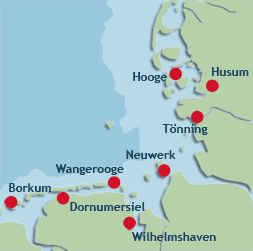 Hooge
Husum
Tönning
Neuwerk
Wangerooge
Borkum
Dornumersiel
Wilhelmshaven